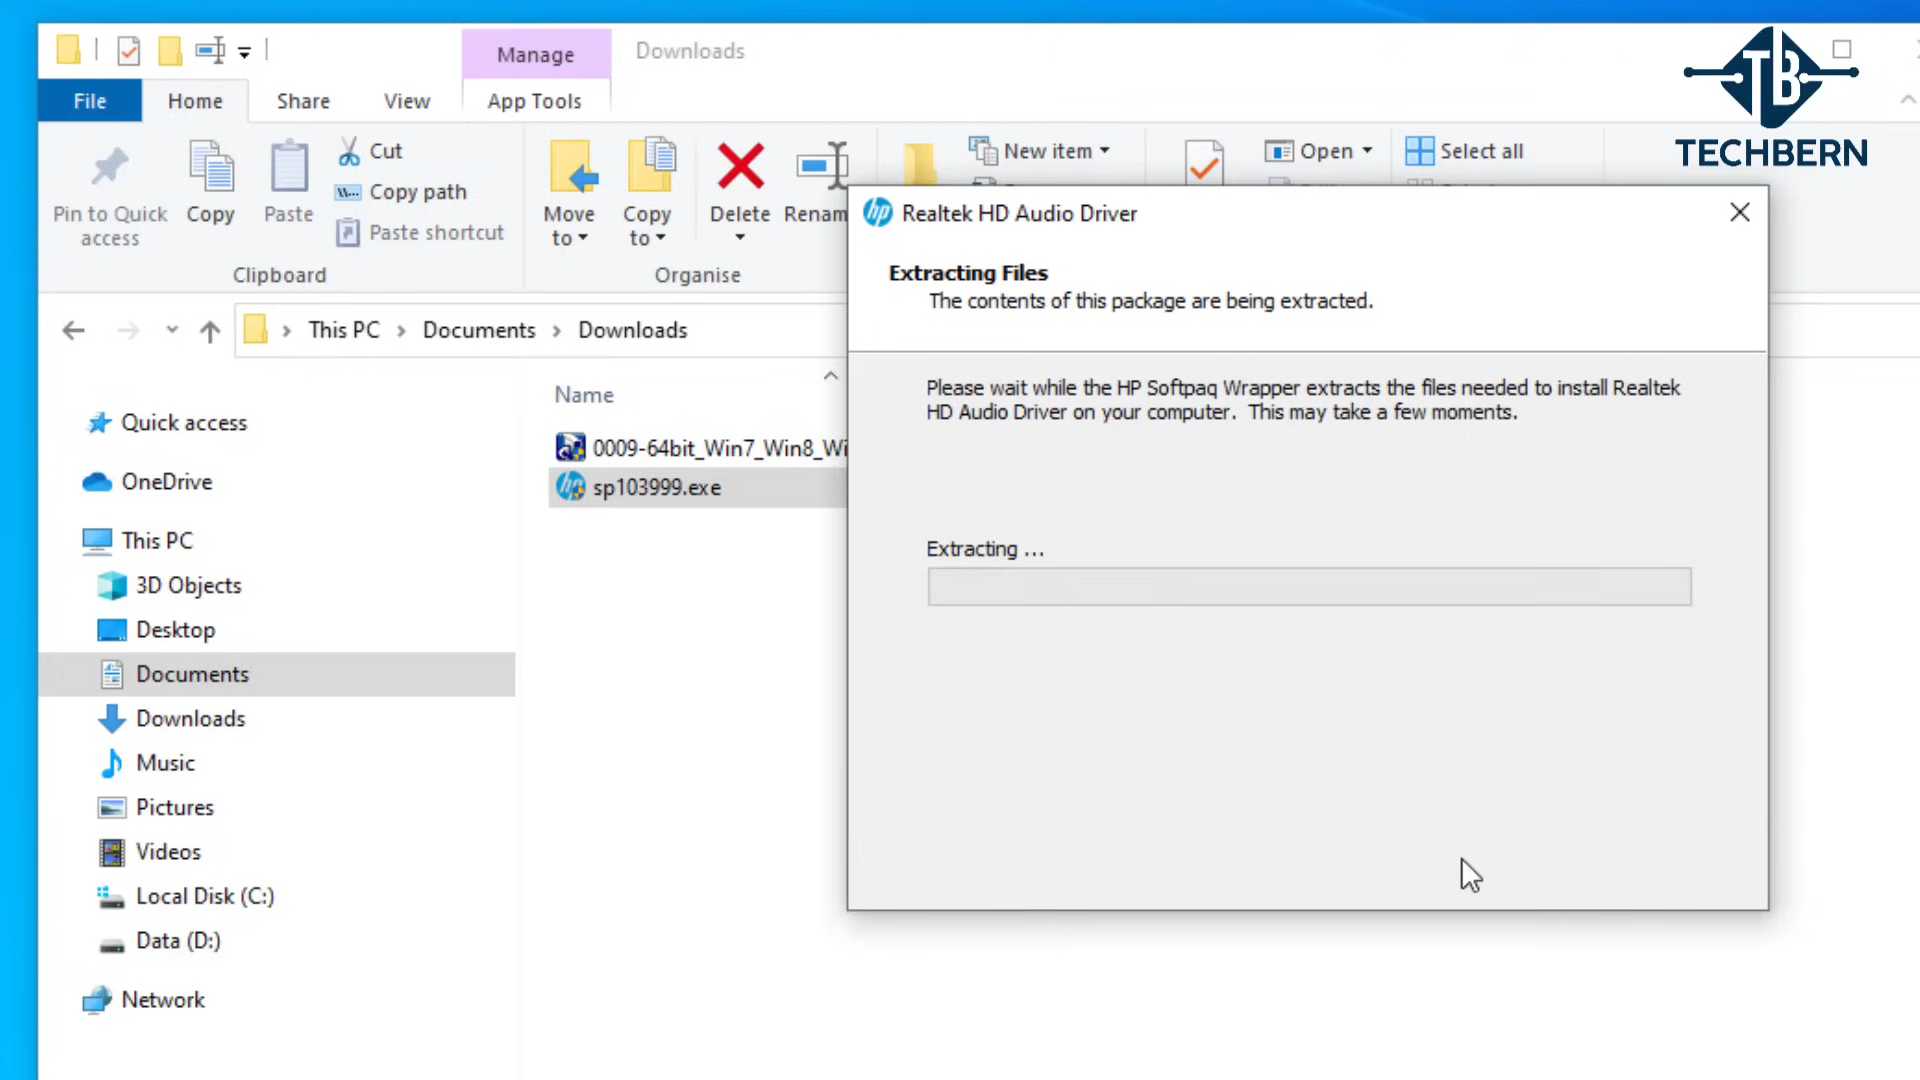 Manage
Downloads
TB
TECHBERN
File
Home
Share
View
App Tools
Pin to Quick access
Copy
Paste
Cut
Copy path
Paste shortcut
Clipboard
Move to
Copy to
Delete
Renam
Organise
New item
Open
Select all
This PC
Documents
Downloads
Name
0009-64bit_Win7_Win8_Wi
sp103999.exe
Quick access
OneDrive
This PC
3D Objects
Desktop
Documents
Downloads
Music
Pictures
Videos
Local Disk (C:)
Data (D:)
Network
hp
Realtek HD Audio Driver
Extracting Files
The contents of this package are being extracted.
Please wait while the HP Softpaq Wrapper extracts the files needed to install Realtek
HD Audio Driver on your computer. This may take a few moments.
Extracting ...